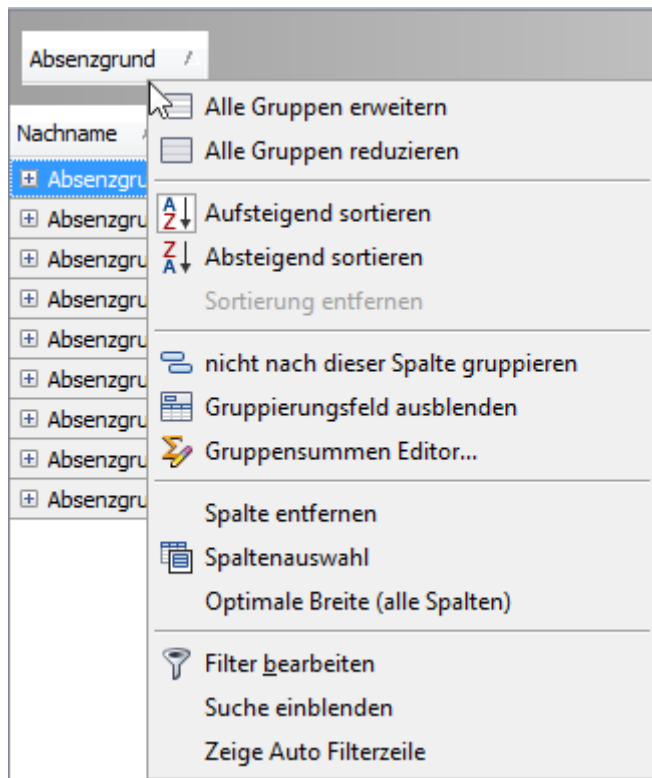 Absenzgrund
Nachname
Absenzgru
Absenzgru
Absenzgru
Absenzgru
Absenzgru
Absenzgru
Absenzgru
Absenzgru
Absenzgru
Alle Gruppen erweitern
Alle Gruppen reduzieren
Aufsteigend sortieren
Absteigend sortieren
Sortierung entfernen
nicht nach dieser Spalte gruppieren
Gruppierungsfeld ausblenden
Gruppensummen Editor...
Spalte entfernen
Spaltenauswahl
Optimale Breite (alle Spalten)
Filter bearbeiten
Suche einblenden
Zeige Auto Filterzeile